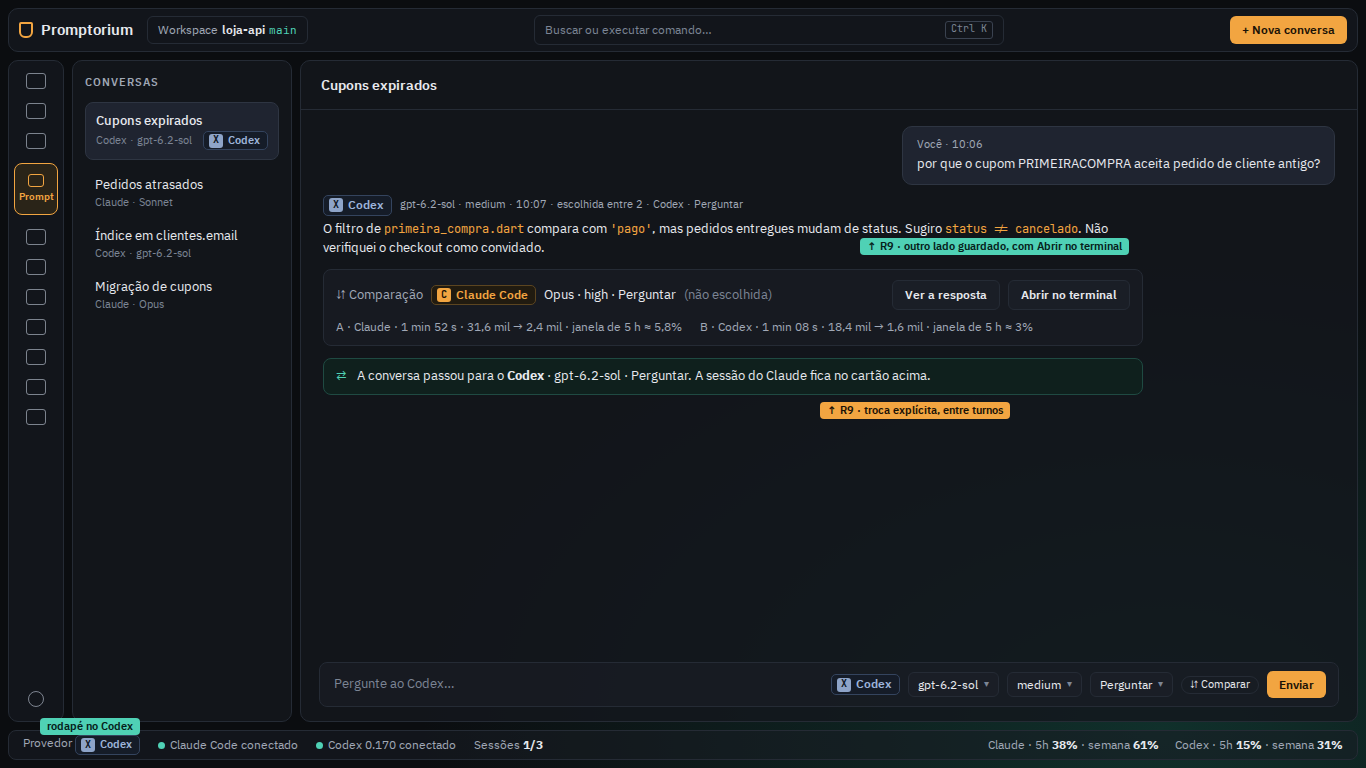 Promptorium
Workspace loja-api main
Buscar ou executar comando...
Ctrl K
+ Nova conversa
Prompt
CONVERSAS
Cupons expirados
Codex · gpt-6.2-sol
X Codex
Pedidos atrasados
Claude · Sonnet
Índice em clientes.email
Codex · gpt-6.2-sol
Migração de cupons
Claude · Opus
Cupons expirados
Você · 10:06
por que o cupom PRIMEIRACOMPRA aceita pedido de cliente antigo?
X Codex gpt-6.2-sol · medium · 10:07 · escolhida entre 2 · Codex · Perguntar
O filtro de primeira_compra.dart compara com 'pago', mas pedidos entregues mudam de status. Sugiro status ≠ cancelado. Não
verifiquei o checkout como convidado.
↑ R9 · outro lado guardado, com Abrir no terminal
⇵ Comparação C Claude Code Opus · high · Perguntar (não escolhida)
Ver a resposta
Abrir no terminal
A · Claude · 1 min 52 s · 31,6 mil → 2,4 mil · janela de 5 h ≈ 5,8% B · Codex · 1 min 08 s · 18,4 mil → 1,6 mil · janela de 5 h ≈ 3%
⇄ A conversa passou para o Codex · gpt-6.2-sol · Perguntar. A sessão do Claude fica no cartão acima.
↑ R9 · troca explícita, entre turnos
Pergunte ao Codex...
X Codex
gpt-6.2-sol ▾
medium ▾
Perguntar ▾
⇵ Comparar
Enviar
rodapé no Codex
Provedor X Codex
Claude Code conectado
Codex 0.170 conectado
Sessões 1/3
Claude · 5h 38% · semana 61%
Codex · 5h 15% · semana 31%